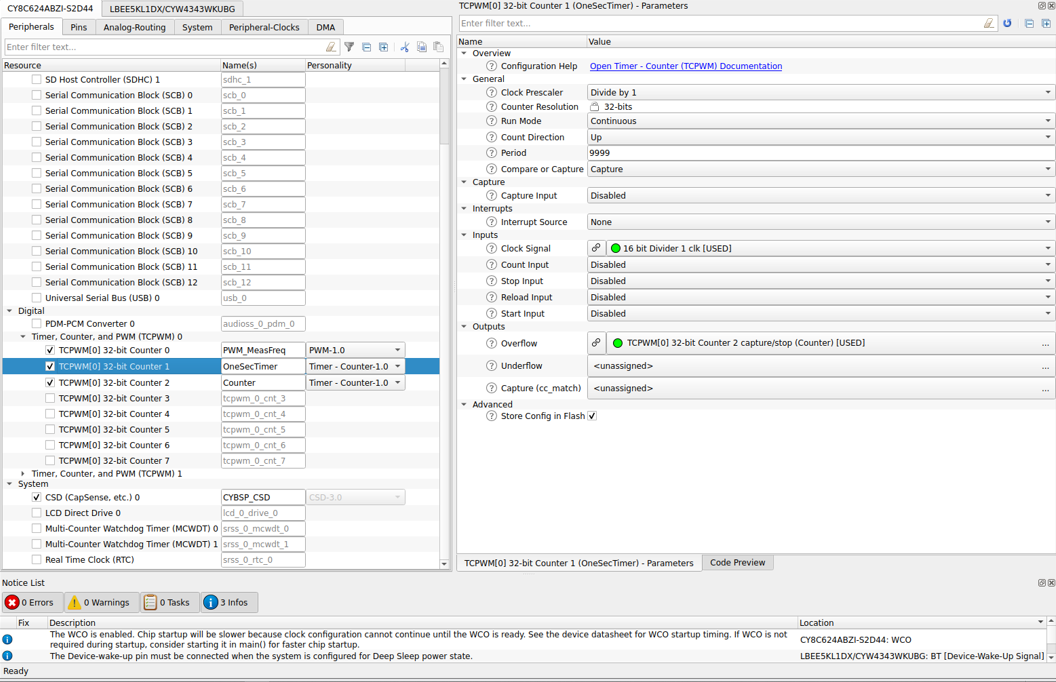 CY8C624ABZI-S2D44 LBEE5KL1DX/CYW4343WKUBG
Peripherals Pins Analog-Routing System Peripheral-Clocks DMA
Enter filter text...
Resource Name(s) Personality
SD Host Controller (SDHC) 1 sdhc_1
Serial Communication Block (SCB) 0 scb_0
Serial Communication Block (SCB) 1 scb_1
Serial Communication Block (SCB) 2 scb_2
Serial Communication Block (SCB) 3 scb_3
Serial Communication Block (SCB) 4 scb_4
Serial Communication Block (SCB) 5 scb_5
Serial Communication Block (SCB) 6 scb_6
Serial Communication Block (SCB) 7 scb_7
Serial Communication Block (SCB) 8 scb_8
Serial Communication Block (SCB) 9 scb_9
Serial Communication Block (SCB) 10 scb_10
Serial Communication Block (SCB) 11 scb_11
Serial Communication Block (SCB) 12 scb_12
Universal Serial Bus (USB) 0 usb_0
Digital
PDM-PCM Converter 0 audioss_0_pdm_0
Timer, Counter, and PWM (TCPWM) 0
TCPWM[0] 32-bit Counter 0 PWM_MeasFreq PWM-1.0
TCPWM[0] 32-bit Counter 1 OneSecTimer Timer - Counter-1.0
TCPWM[0] 32-bit Counter 2 Counter Timer - Counter-1.0
TCPWM[0] 32-bit Counter 3 tcpwm_0_cnt_3
TCPWM[0] 32-bit Counter 4 tcpwm_0_cnt_4
TCPWM[0] 32-bit Counter 5 tcpwm_0_cnt_5
TCPWM[0] 32-bit Counter 6 tcpwm_0_cnt_6
TCPWM[0] 32-bit Counter 7 tcpwm_0_cnt_7
Timer, Counter, and PWM (TCPWM) 1
System
CSD (CapSense, etc.) 0 CYBSP_CSD CSD-3.0
LCD Direct Drive 0 lcd_0_drive_0
Multi-Counter Watchdog Timer (MCWDT) 0 srss_0_mcwdt_0
Multi-Counter Watchdog Timer (MCWDT) 1 srss_0_mcwdt_1
Real Time Clock (RTC) srss_0_rtc_0
TCPWM[0] 32-bit Counter 1 (OneSecTimer) - Parameters
Enter filter text...
Name Value
Overview
Configuration Help Open Timer - Counter (TCPWM) Documentation
General
Clock Prescaler Divide by 1
Counter Resolution 32-bits
Run Mode Continuous
Count Direction Up
Period 9999
Compare or Capture Capture
Capture
Capture Input Disabled
Interrupts
Interrupt Source None
Inputs
Clock Signal 16 bit Divider 1 clk [USED]
Count Input Disabled
Stop Input Disabled
Reload Input Disabled
Start Input Disabled
Outputs
Overflow TCPWM[0] 32-bit Counter 2 capture/stop (Counter) [USED] ...
Underflow <unassigned> ...
Capture (cc_match) <unassigned> ...
Advanced
Store Config in Flash
TCPWM[0] 32-bit Counter 1 (OneSecTimer) - Parameters Code Preview
Notice List
0 Errors 0 Warnings 0 Tasks 3 Infos
Fix Description Location
The WCO is enabled. Chip startup will be slower because clock configuration cannot continue until the WCO is ready. See the device datasheet for WCO startup timing. If WCO is not
required during startup, consider starting it in main() for faster chip startup.
CY8C624ABZI-S2D44: WCO
The Device-wake-up pin must be connected when the system is configured for Deep Sleep power state. LBEE5KL1DX/CYW4343WKUBG: BT [Device-Wake-Up Signal]
Ready